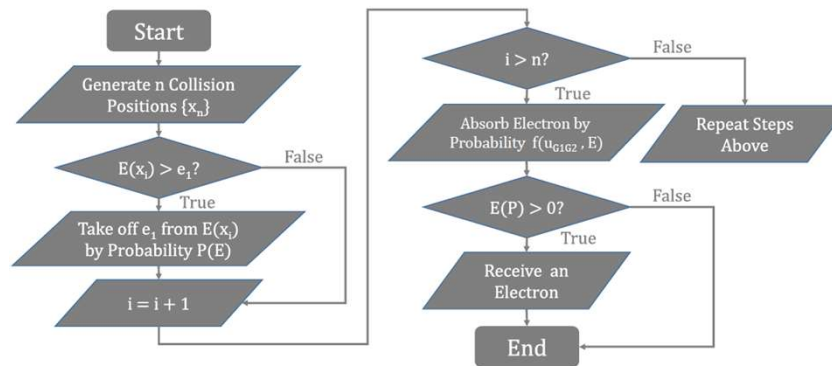 Start
Generate n Collision
Positions {xₙ}
E(xᵢ) > e₁?
False
True
Take off e₁ from E(xᵢ)
by Probability P(E)
i = i + 1
i > n?
False
True
Absorb Electron by
Probability f(u_G1G2 , E)
Repeat Steps
Above
E(P) > 0?
False
True
Receive an
Electron
End